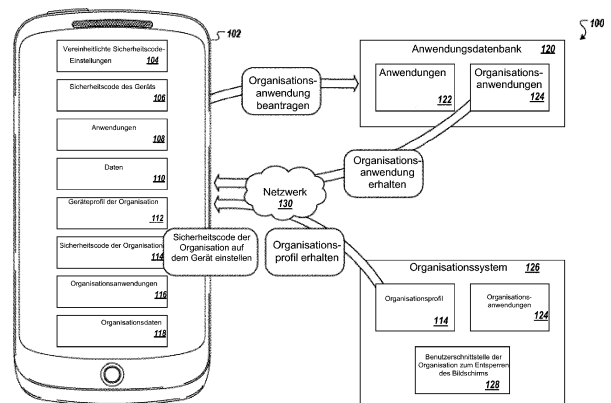 100
102
Vereinheitlichte Sicherheitscode-
Einstellungen
104
Sicherheitscode des Geräts
106
Anwendungen
108
Daten
110
Geräteprofil der Organisation
112
Sicherheitscode der Organisation
114
Organisationsanwendungen
116
Organisationsdaten
118
Organisations-
anwendung
beantragen
Anwendungsdatenbank
120
Anwendungen
122
Organisations-
anwendungen
124
Organisations-
anwendung
erhalten
Netzwerk
130
Sicherheitscode der
Organisation auf
dem Gerät einstellen
Organisations-
profil erhalten
Organisationssystem
126
Organisationsprofil
114
Organisations-
anwendungen
124
Benutzerschnittstelle der
Organisation zum Entsperren
des Bildschirms
128